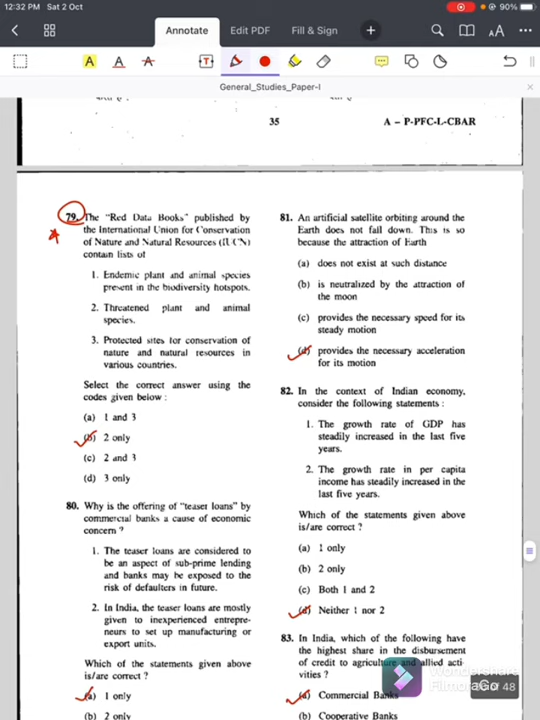 12:32 PM Sat 2 Oct
90%
Annotate
Edit PDF
Fill & Sign
General_Studies_Paper-I
35
A – P-PFC-L-CBAR
79. The "Red Data Books" published by
the International Union for Conservation
of Nature and Natural Resources (IUCN)
contain lists of
1. Endemic plant and animal species
present in the biodiversity hotspots.
2. Threatened plant and animal
species.
3. Protected sites for conservation of
nature and natural resources in
various countries.
Select the correct answer using the
codes given below :
(a) 1 and 3
(b) 2 only
(c) 2 and 3
(d) 3 only
80. Why is the offering of "teaser loans" by
commercial banks a cause of economic
concern ?
1. The teaser loans are considered to
be an aspect of sub-prime lending
and banks may be exposed to the
risk of defaulters in future.
2. In India, the teaser loans are mostly
given to inexperienced entrepre-
neurs to set up manufacturing or
export units.
Which of the statements given above
is/are correct ?
(a) 1 only
(b) 2 only
81. An artificial satellite orbiting around the
Earth does not fall down. This is so
because the attraction of Earth
(a) does not exist at such distance
(b) is neutralized by the attraction of
the moon
(c) provides the necessary speed for its
steady motion
(d) provides the necessary acceleration
for its motion
82. In the context of Indian economy,
consider the following statements :
1. The growth rate of GDP has
steadily increased in the last five
years.
2. The growth rate in per capita
income has steadily increased in the
last five years.
Which of the statements given above
is/are correct ?
(a) 1 only
(b) 2 only
(c) Both 1 and 2
(d) Neither 1 nor 2
83. In India, which of the following have
the highest share in the disbursement
of credit to agriculture and allied acti-
vities ?
(a) Commercial Banks
(b) Cooperative Banks
Wondershare
Filmora
48